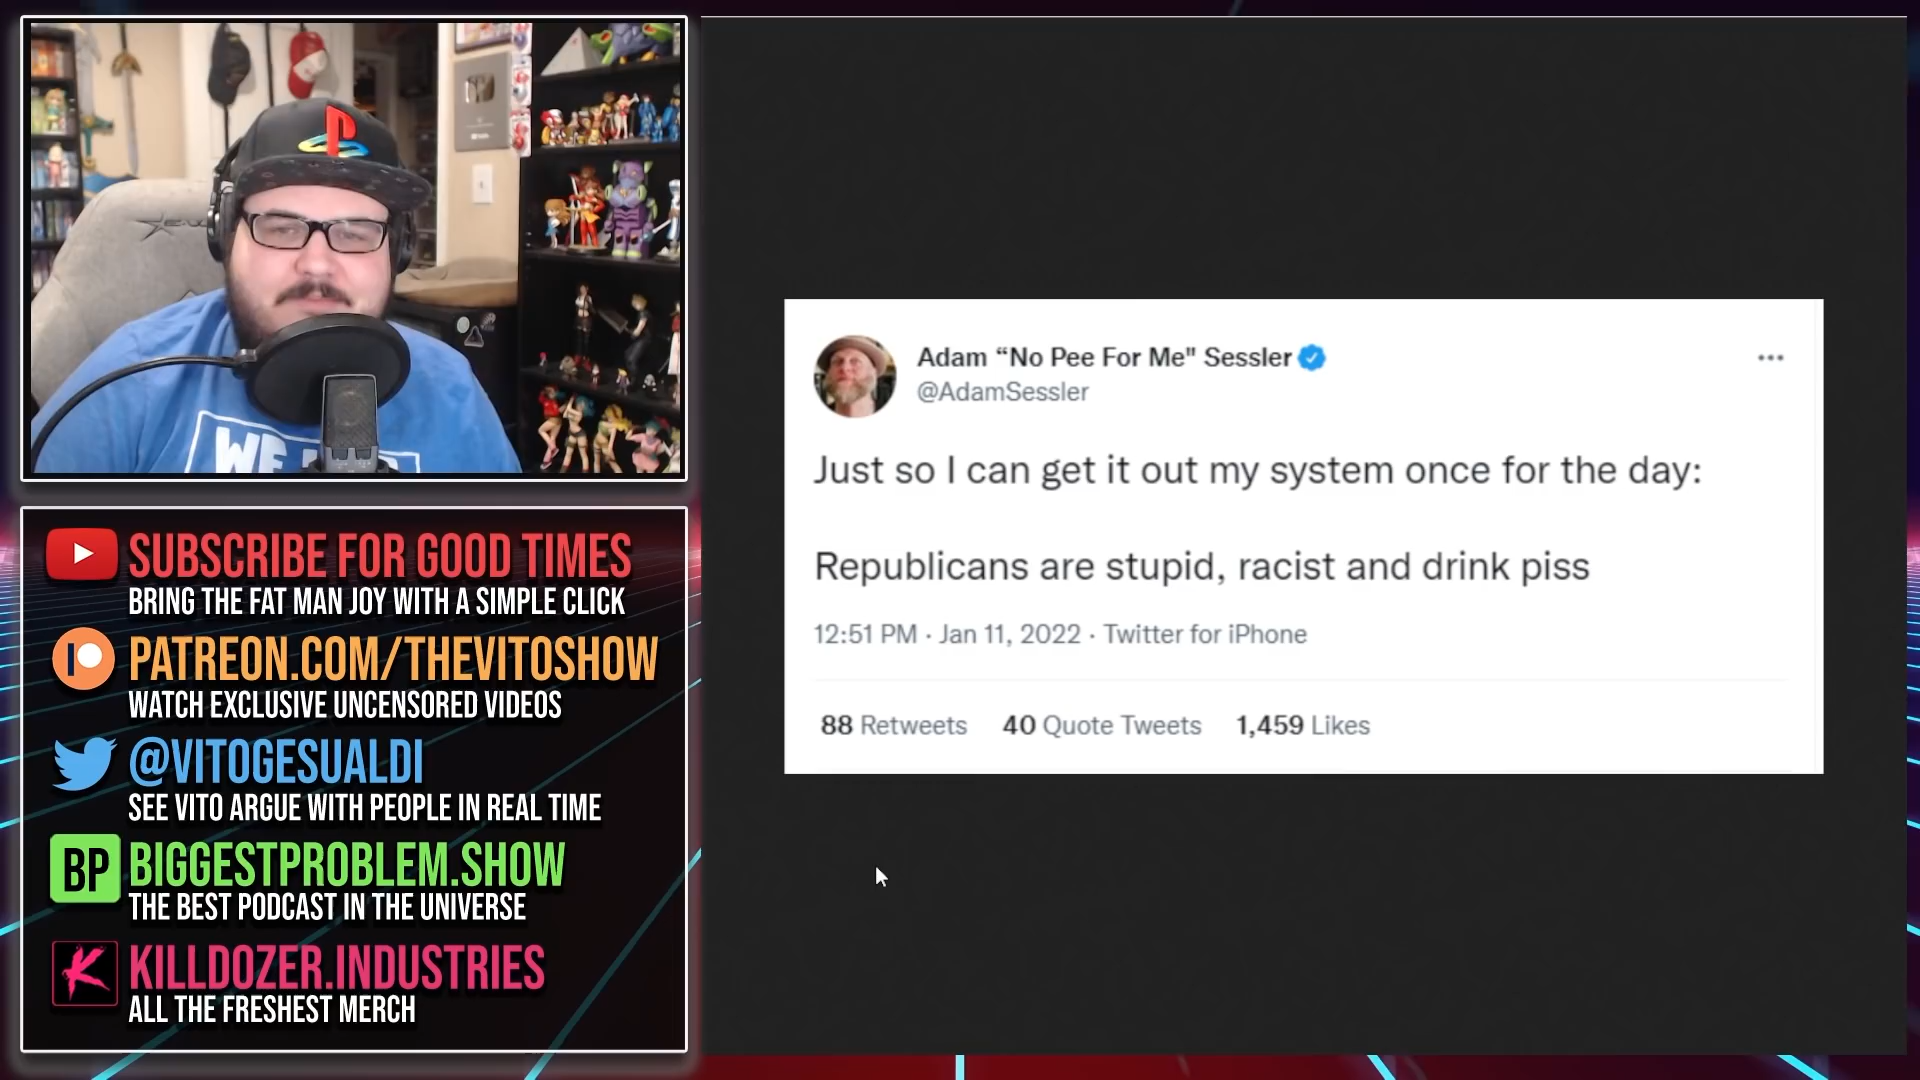 WE
SUBSCRIBE FOR GOOD TIMES
BRING THE FAT MAN JOY WITH A SIMPLE CLICK
PATREON.COM/THEVITOSHOW
WATCH EXCLUSIVE UNCENSORED VIDEOS
@VITOGESUALDI
SEE VITO ARGUE WITH PEOPLE IN REAL TIME
BP BIGGESTPROBLEM.SHOW
THE BEST PODCAST IN THE UNIVERSE
K KILLDOZER.INDUSTRIES
ALL THE FRESHEST MERCH
Adam “No Pee For Me" Sessler
@AdamSessler
Just so I can get it out my system once for the day:
Republicans are stupid, racist and drink piss
12:51 PM · Jan 11, 2022 · Twitter for iPhone
88 Retweets 40 Quote Tweets 1,459 Likes